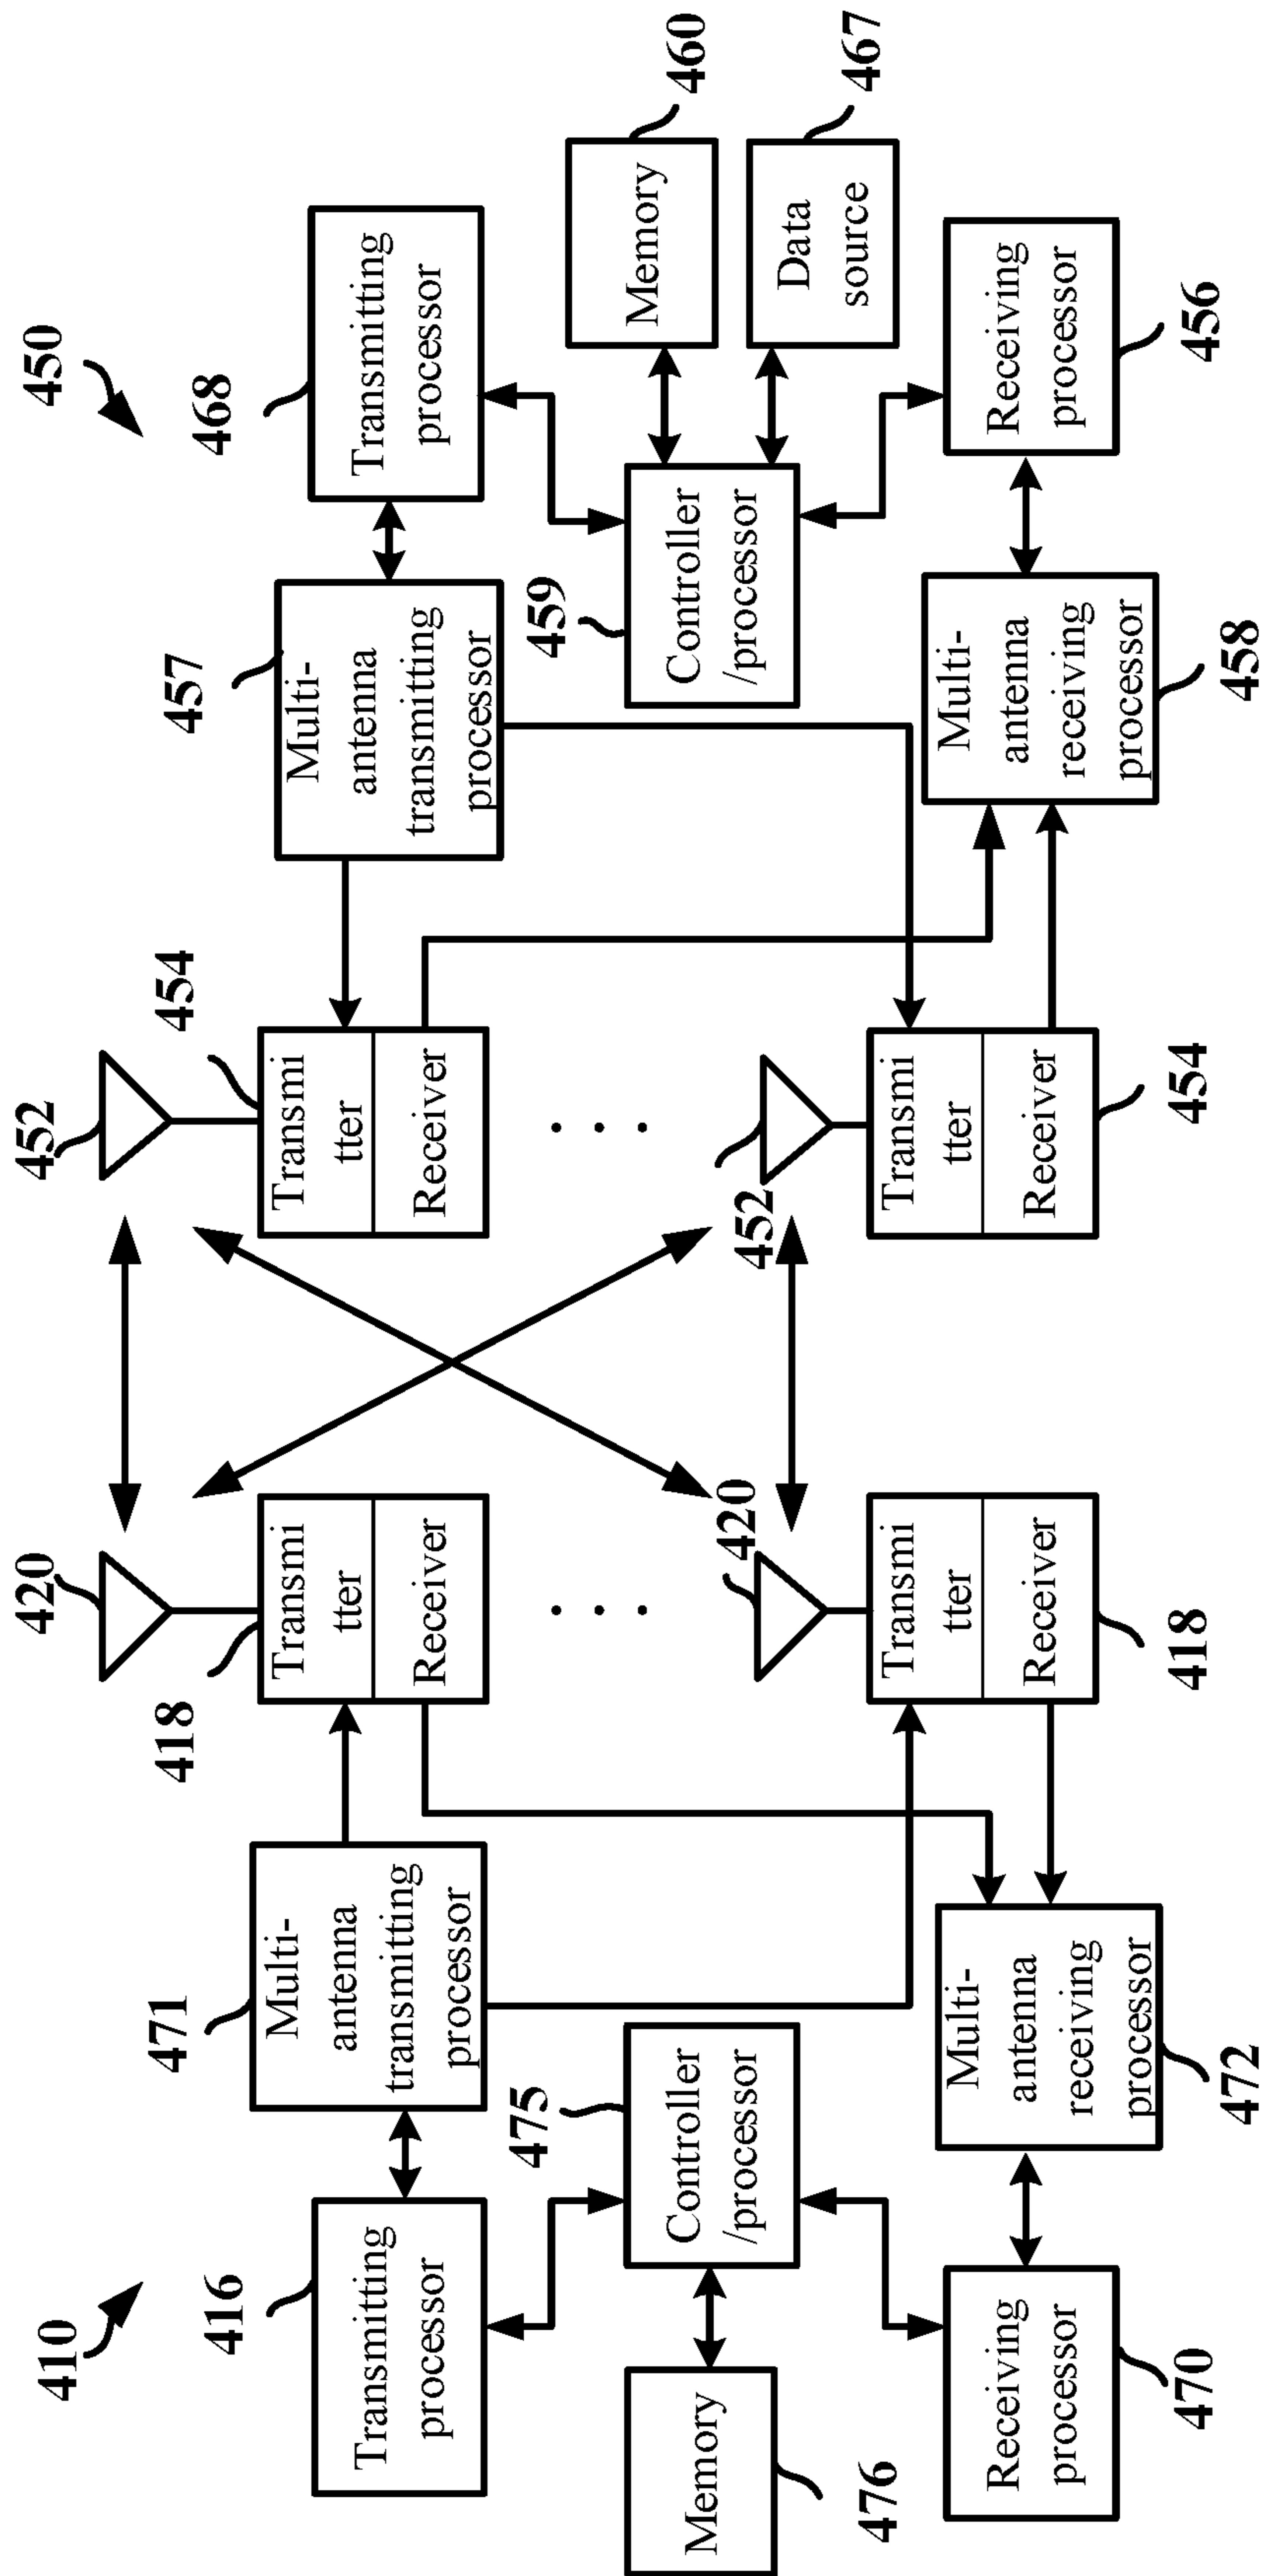 410
450
420
452
416
471
418
454
457
468
Transmitting
processor
Multi-
antenna
transmitting
processor
Transmi
tter
Receiver
Transmi
tter
Receiver
Multi-
antenna
transmitting
processor
Transmitting
processor
475
459
460
Memory
Controller
/processor
. . .
. . .
Controller
/processor
Memory
467
Data
source
476
420
452
Receiving
processor
Multi-
antenna
receiving
processor
Transmi
tter
Receiver
Transmi
tter
Receiver
Multi-
antenna
receiving
processor
Receiving
processor
470
472
418
454
458
456